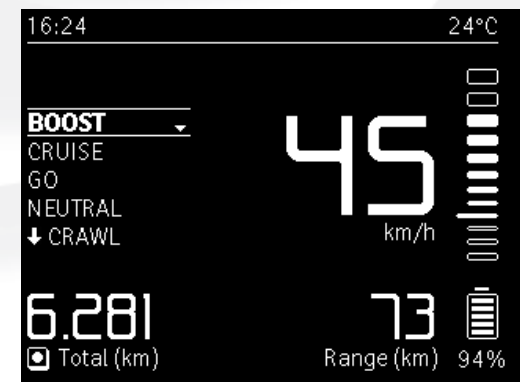 16:24 24°C
BOOST
CRUISE
GO
NEUTRAL
CRAWL
45
km/h
6.281 73
Total (km) Range (km) 94%